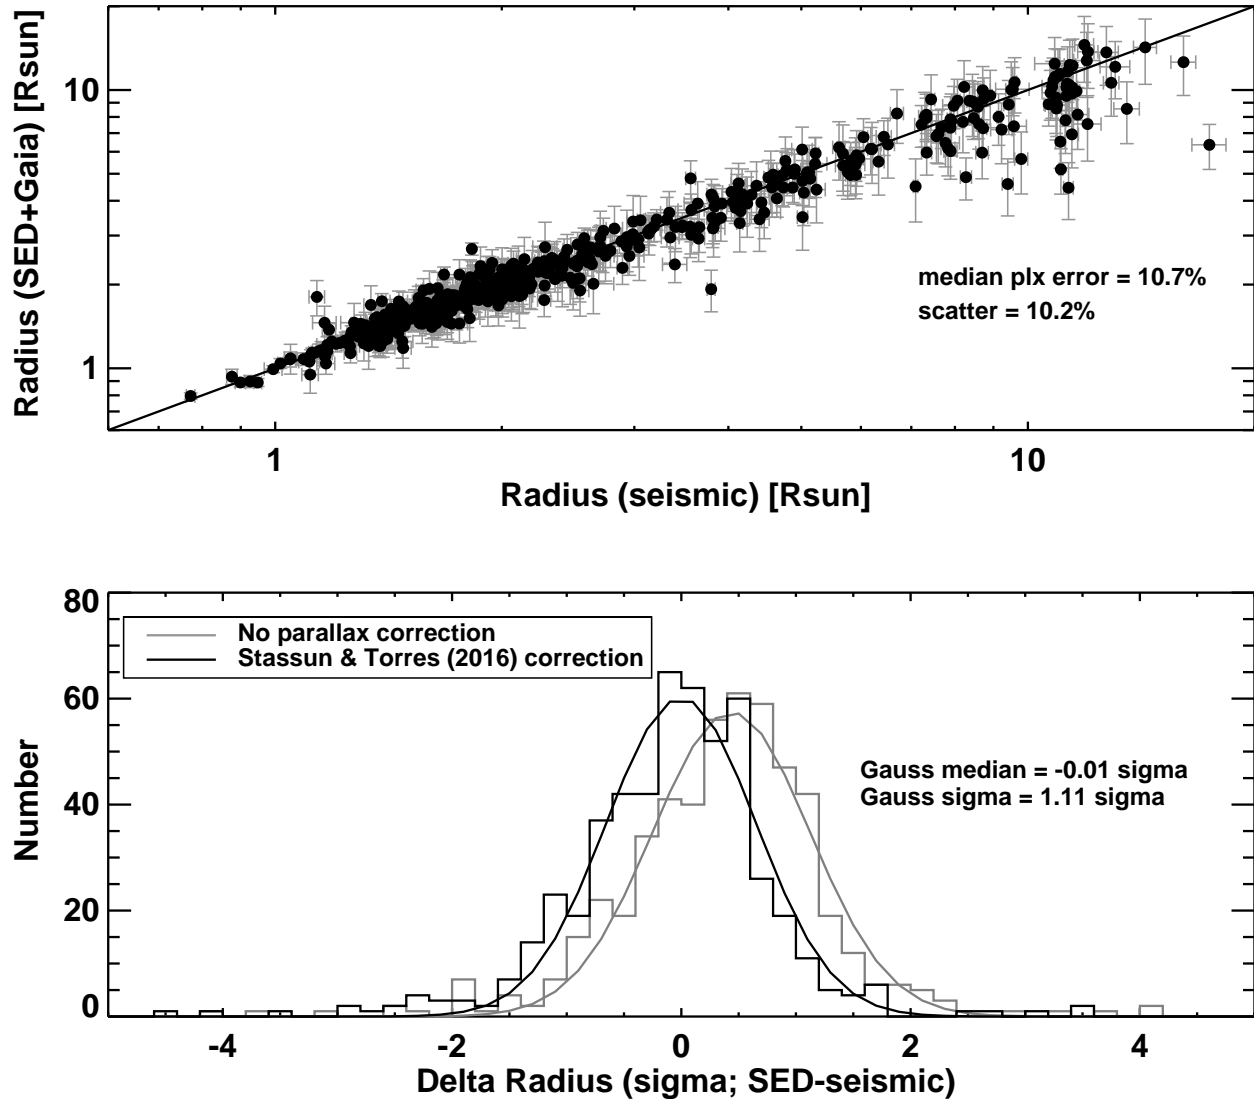 Radius (SED+Gaia) [Rsun]
10
1
median plx error = 10.7%
scatter = 10.2%
1
10
Radius (seismic) [Rsun]
Number
80
60
40
20
0
No parallax correction
Stassun & Torres (2016) correction
Gauss median = -0.01 sigma
Gauss sigma = 1.11 sigma
-4
-2
0
2
4
Delta Radius (sigma; SED-seismic)